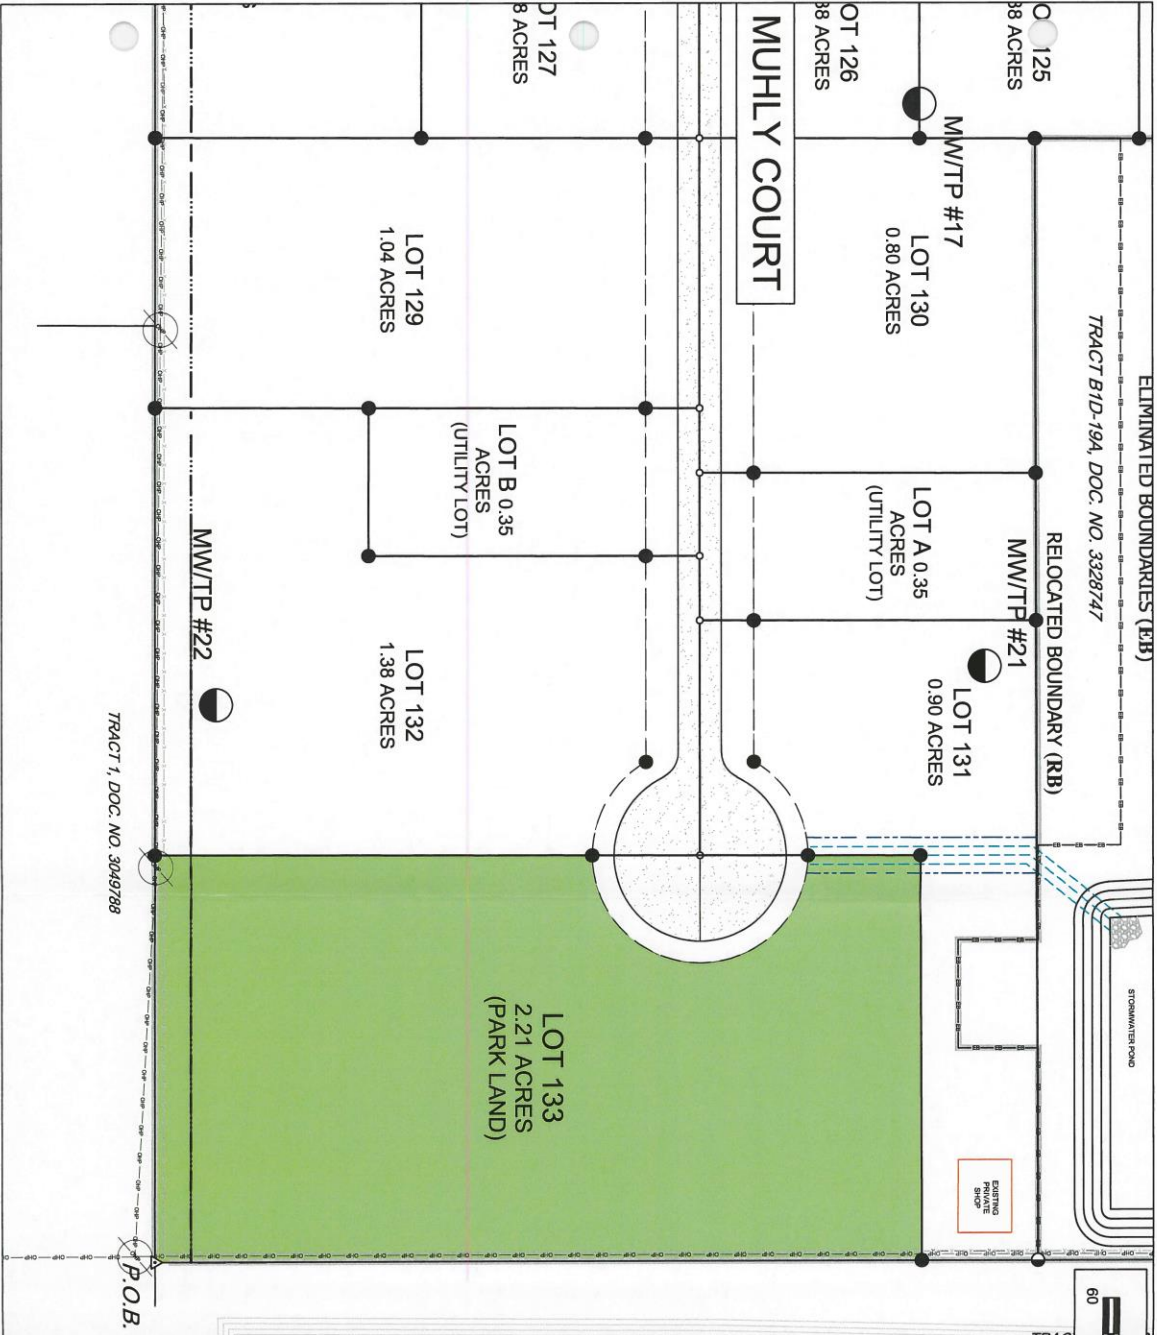 OT 127
8 ACRES
MUHLY COURT
OT 126
38 ACRES
125
38 ACRES
MW/TP #17
LOT 129
1.04 ACRES
LOT 130
0.80 ACRES
TRACT B1D-19A, DOC. NO. 3328747
ELIMINATED BOUNDARIES (EB)
LOT B 0.35
ACRES
(UTILITY LOT)
LOT A 0.35
ACRES
(UTILITY LOT)
RELOCATED BOUNDARY (RB)
MW/TP #21
MW/TP #22
LOT 132
1.38 ACRES
LOT 131
0.90 ACRES
TRACT 1, DOC. NO. 3049788
STORMWATER POND
LOT 133
2.21 ACRES
(PARK LAND)
EXISTING
PRIVATE
SHOP
P.O.B.
60